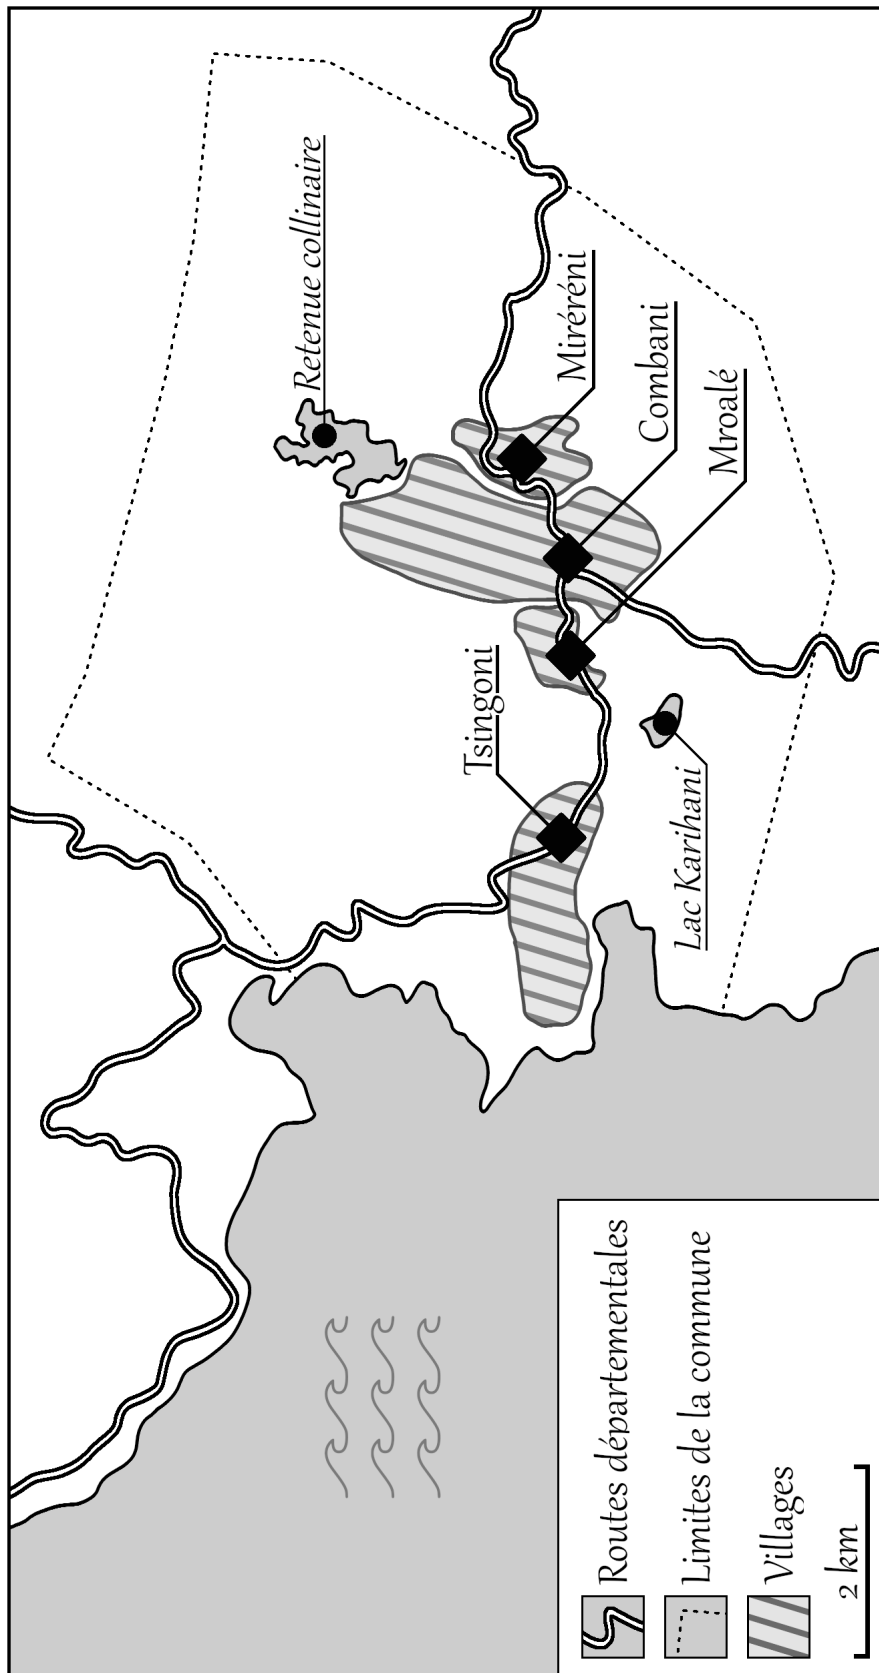 Retenue collinaire
Miréréni
Combani
Mroalé
Tsingoni
Lac Karihani
Routes départementales
Limites de la commune
Villages
2 km